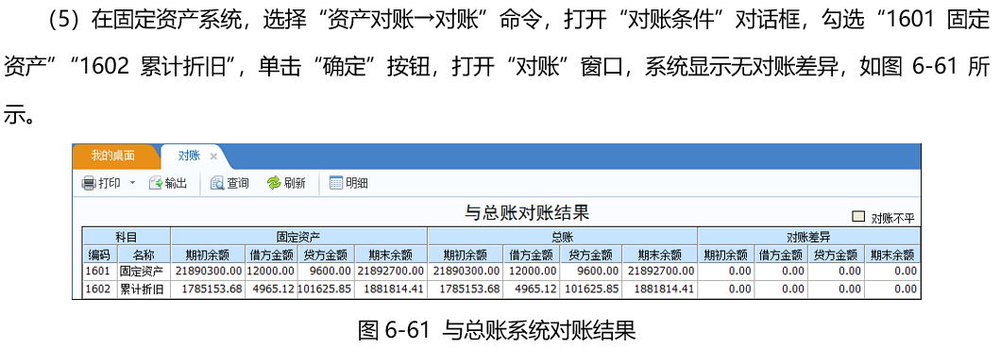 （5）在固定资产系统，选择“资产对账→对账”命令，打开“对账条件”对话框，勾选“1601 固定
资产”“1602 累计折旧”，单击“确定”按钮，打开“对账”窗口，系统显示无对账差异，如图 6-61 所
示。
我的桌面 对账 ×
打印 输出 查询 刷新 明细
与总账对账结果
对账不平
科目 固定资产 总账 对账差异
编码 名称 期初余额 借方金额 贷方金额 期末余额 期初余额 借方金额 贷方金额 期末余额 期初余额 借方金额 贷方金额 期末余额
1601 固定资产 21890300.00 12000.00 9600.00 21892700.00 21890300.00 12000.00 9600.00 21892700.00 0.00 0.00 0.00 0.00
1602 累计折旧 1785153.68 4965.12 101625.85 1881814.41 1785153.68 4965.12 101625.85 1881814.41 0.00 0.00 0.00 0.00
图 6-61 与总账系统对账结果